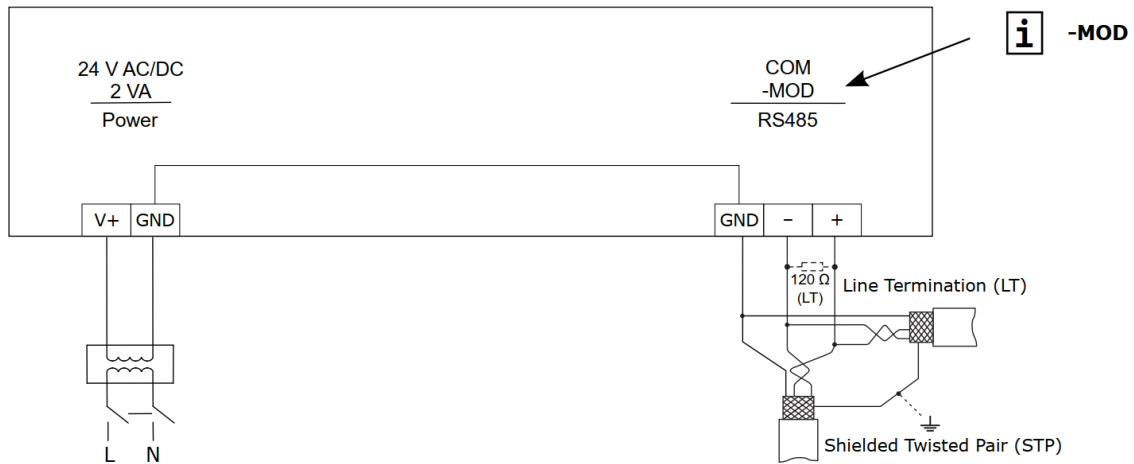 i -MOD
24 V AC/DC
2 VA
Power
COM
-MOD
RS485
V+ GND
GND - +
120 Ω
(LT)
Line Termination (LT)
Shielded Twisted Pair (STP)
L N